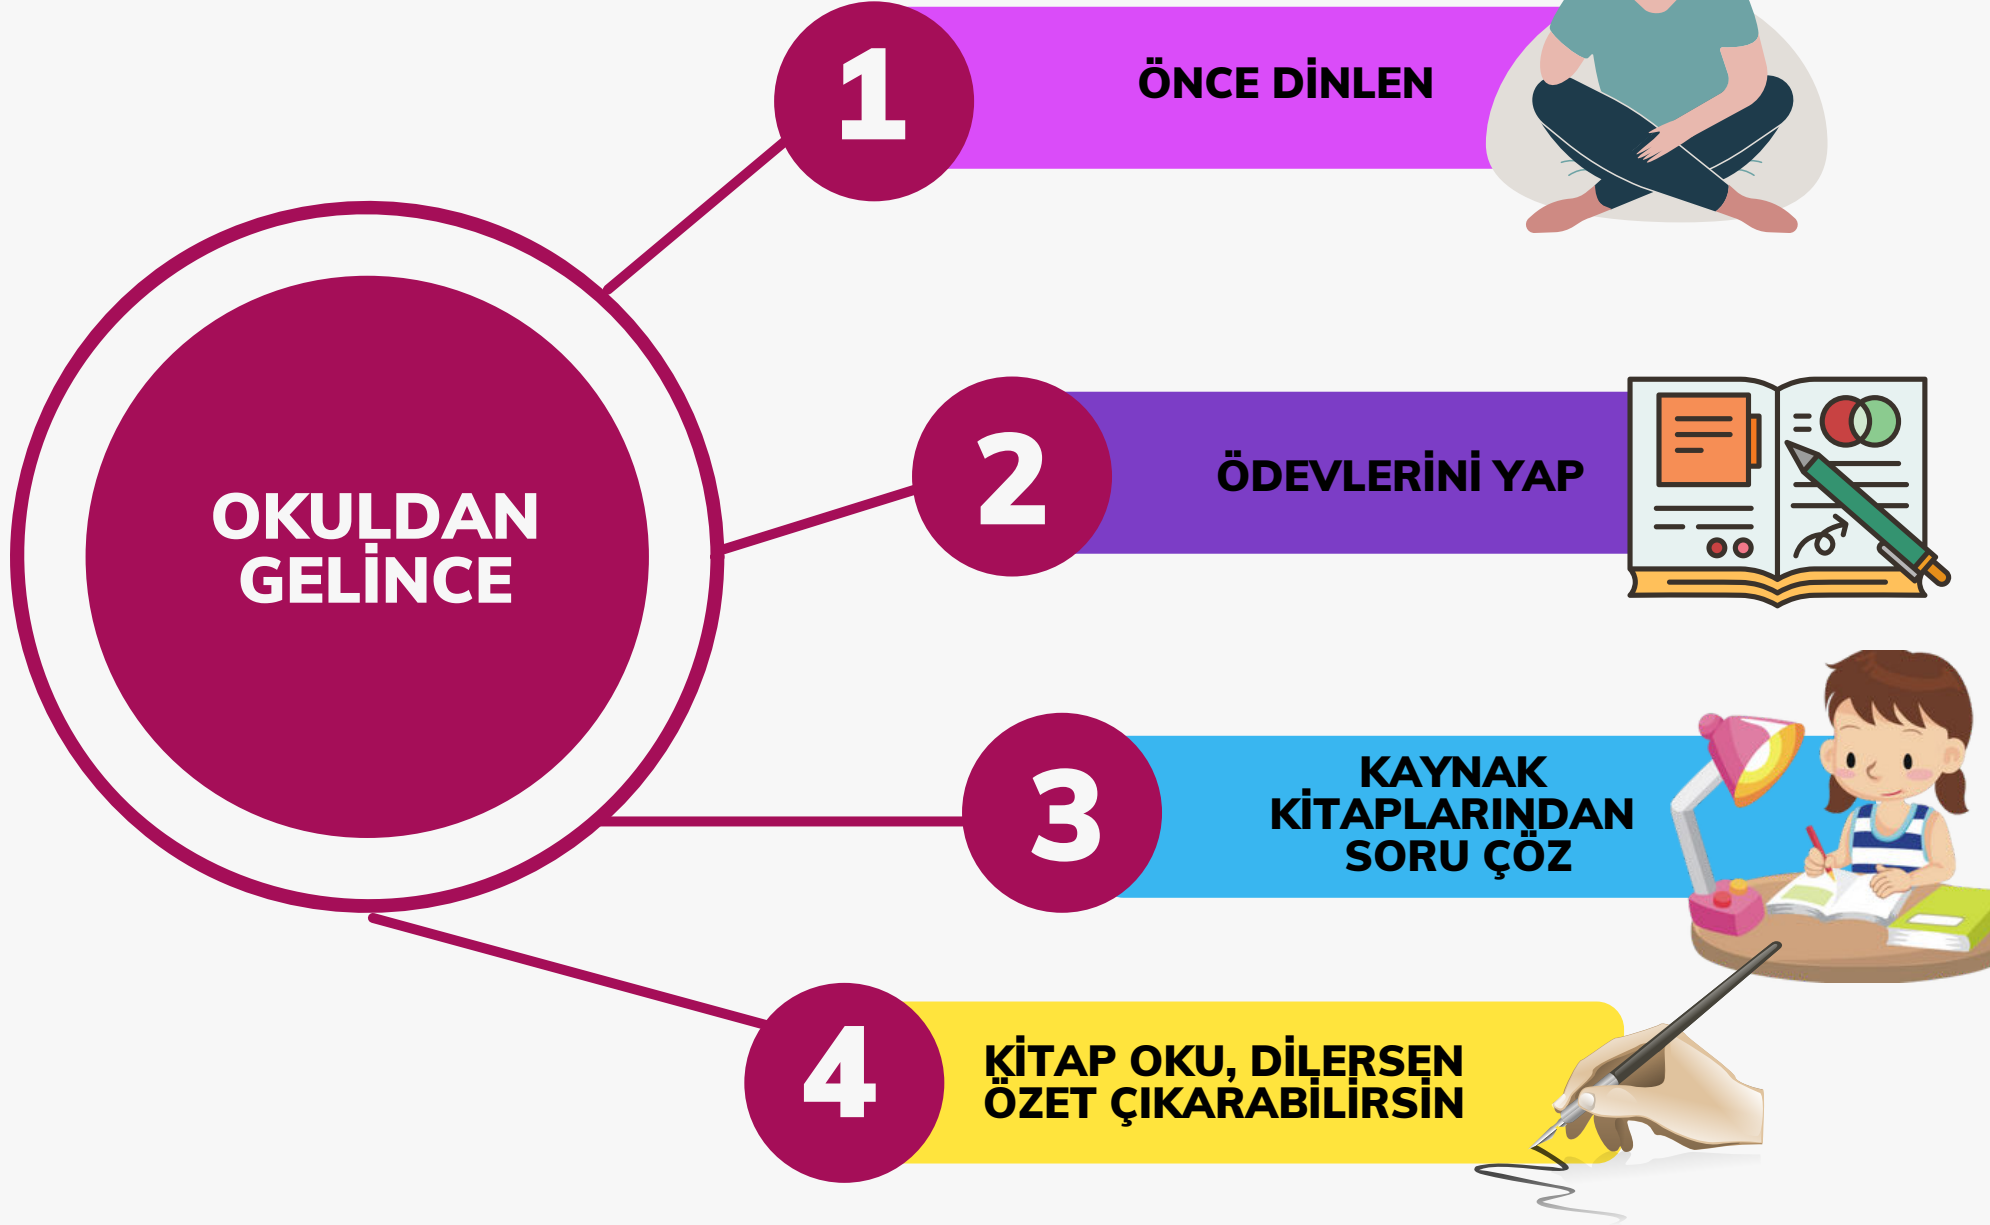 OKULDAN
GELİNCE
1
ÖNCE DİNLEN
2
ÖDEVLERİNİ YAP
3
KAYNAK
KİTAPLARINDAN
SORU ÇÖZ
4
KİTAP OKU, DİLERSEN
ÖZET ÇIKARABİLİRSİN